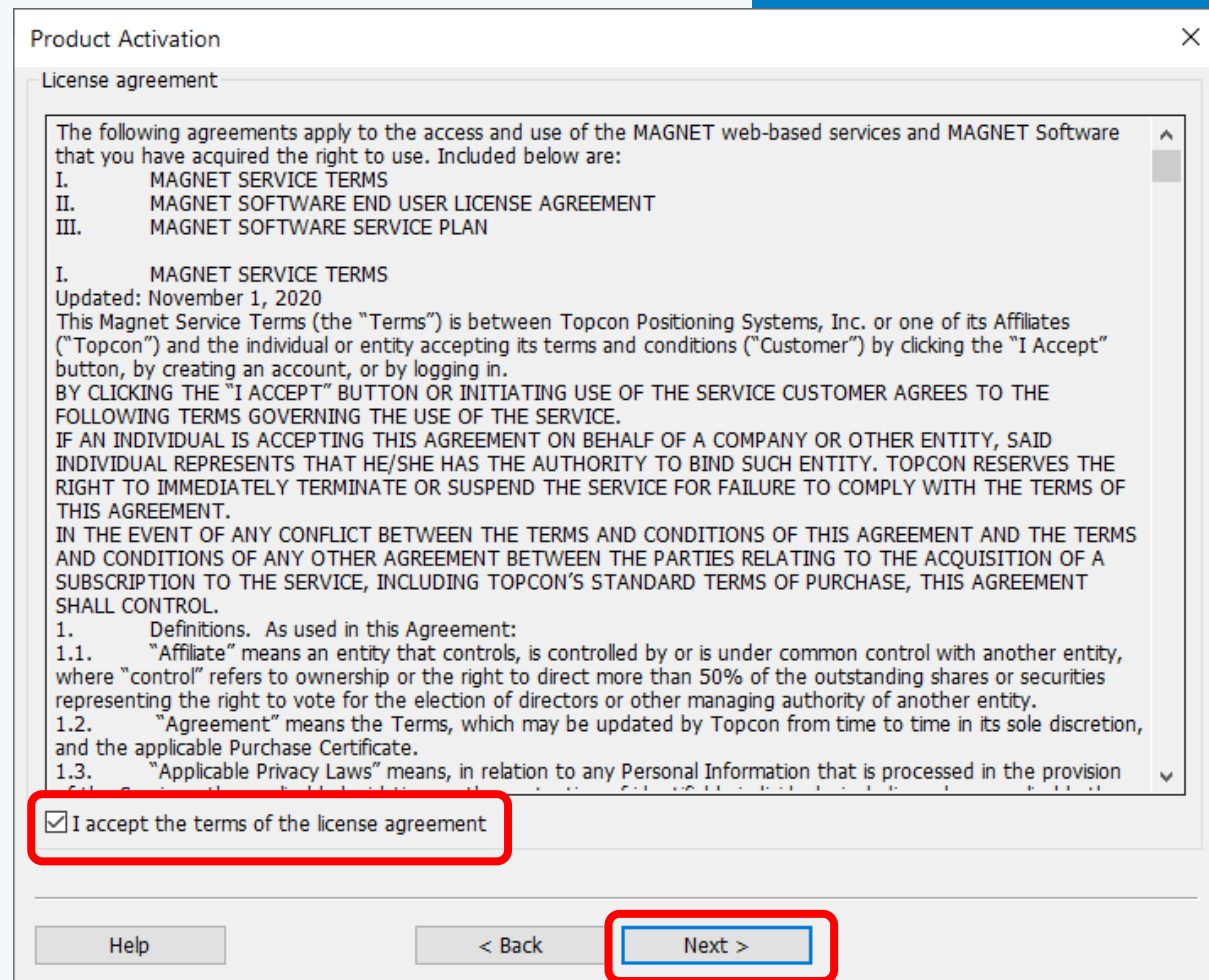 Product Activation
License agreement
The following agreements apply to the access and use of the MAGNET web-based services and MAGNET Software
that you have acquired the right to use. Included below are:
I. MAGNET SERVICE TERMS
II. MAGNET SOFTWARE END USER LICENSE AGREEMENT
III. MAGNET SOFTWARE SERVICE PLAN
I. MAGNET SERVICE TERMS
Updated: November 1, 2020
This Magnet Service Terms (the “Terms”) is between Topcon Positioning Systems, Inc. or one of its Affiliates
(“Topcon”) and the individual or entity accepting its terms and conditions (“Customer”) by clicking the “I Accept”
button, by creating an account, or by logging in.
BY CLICKING THE “I ACCEPT” BUTTON OR INITIATING USE OF THE SERVICE CUSTOMER AGREES TO THE
FOLLOWING TERMS GOVERNING THE USE OF THE SERVICE.
IF AN INDIVIDUAL IS ACCEPTING THIS AGREEMENT ON BEHALF OF A COMPANY OR OTHER ENTITY, SAID
INDIVIDUAL REPRESENTS THAT HE/SHE HAS THE AUTHORITY TO BIND SUCH ENTITY. TOPCON RESERVES THE
RIGHT TO IMMEDIATELY TERMINATE OR SUSPEND THE SERVICE FOR FAILURE TO COMPLY WITH THE TERMS OF
THIS AGREEMENT.
IN THE EVENT OF ANY CONFLICT BETWEEN THE TERMS AND CONDITIONS OF THIS AGREEMENT AND THE TERMS
AND CONDITIONS OF ANY OTHER AGREEMENT BETWEEN THE PARTIES RELATING TO THE ACQUISITION OF A
SUBSCRIPTION TO THE SERVICE, INCLUDING TOPCON’S STANDARD TERMS OF PURCHASE, THIS AGREEMENT
SHALL CONTROL.
1. Definitions. As used in this Agreement:
1.1. “Affiliate” means an entity that controls, is controlled by or is under common control with another entity,
where “control” refers to ownership or the right to direct more than 50% of the outstanding shares or securities
representing the right to vote for the election of directors or other managing authority of another entity.
1.2. “Agreement” means the Terms, which may be updated by Topcon from time to time in its sole discretion,
and the applicable Purchase Certificate.
1.3. “Applicable Privacy Laws” means, in relation to any Personal Information that is processed in the provision
I accept the terms of the license agreement
Help
< Back
Next >